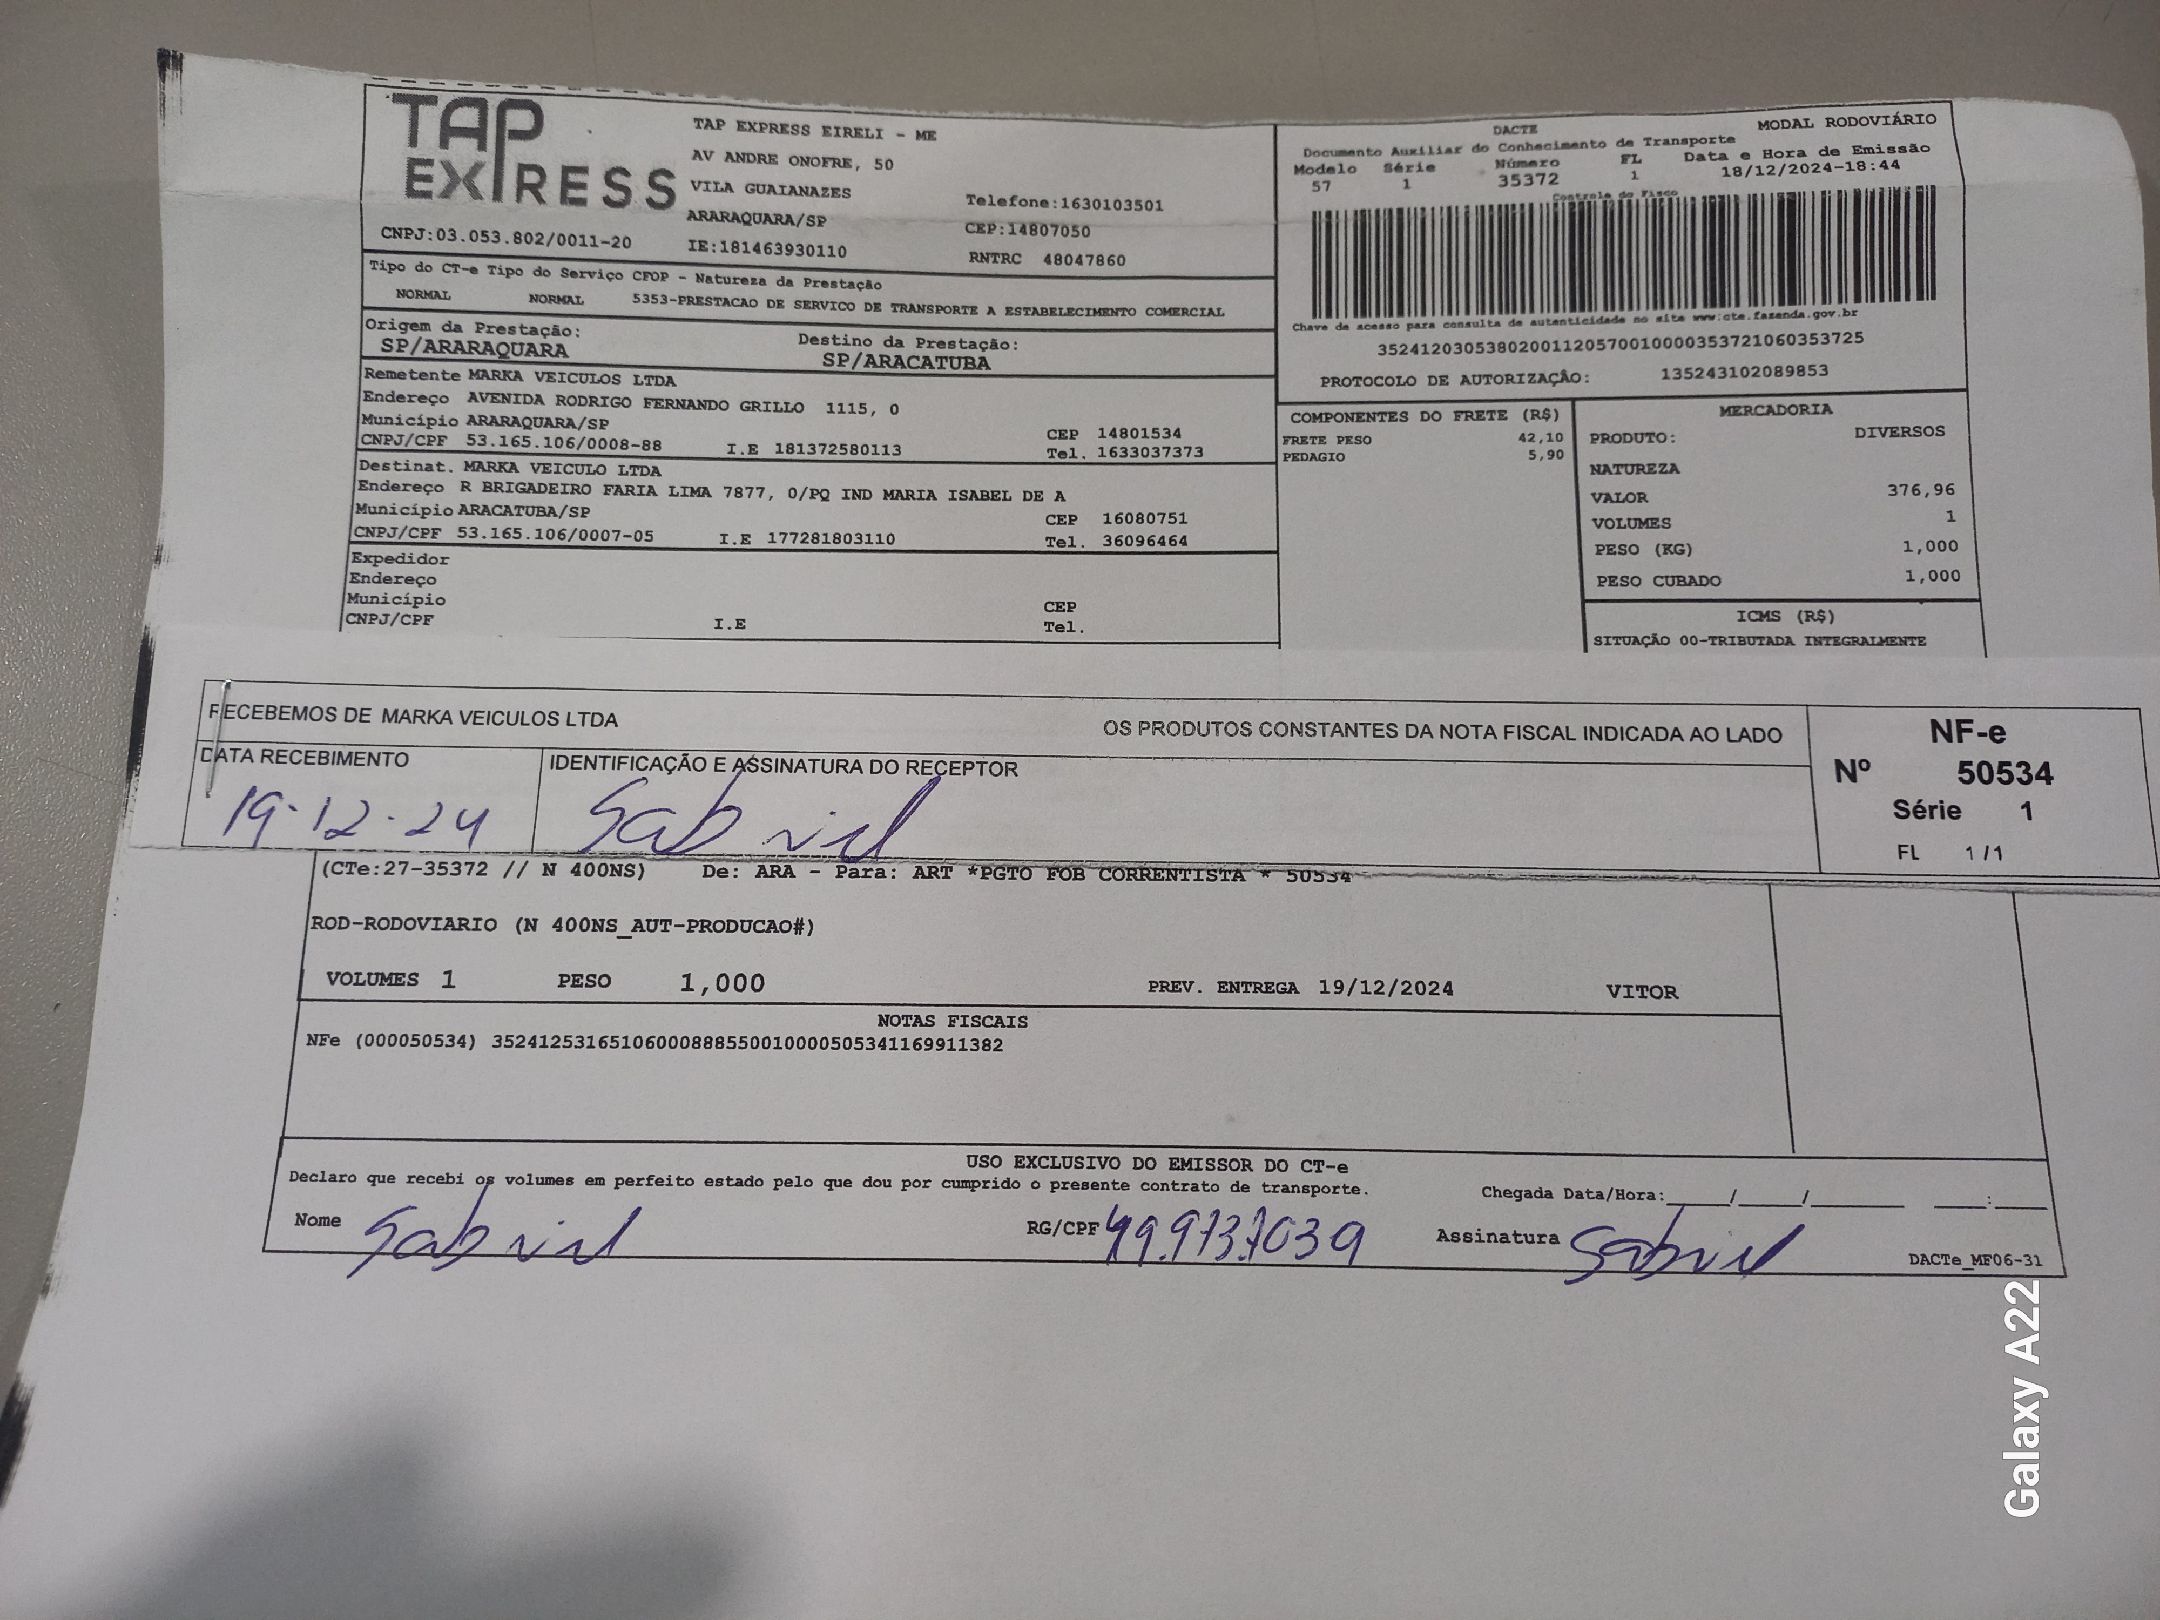 TAP EXPRESS
TAP EXPRESS EIRELI - ME
AV ANDRE ONOFRE, 50
VILA GUAIANAZES
ARARAQUARA/SP
IE:181463930110
Telefone:1630103501
CEP:14807050
RNTRC 48047860
CNPJ:03.053.802/0011-20
DACTE
MODAL RODOVIÁRIO
Documento Auxiliar do Conhecimento de Transporte
Modelo Série Número FL Data e Hora de Emissão
57 1 35372 1 18/12/2024-18:44
Controle do Fisco
Chave de acesso para consulta de autenticidade no site www.cte.fazenda.gov.br
35241203053802001120570010000353721060353725
PROTOCOLO DE AUTORIZAÇÃO: 135243102089853
Tipo do CT-e Tipo do Serviço CFOP - Natureza da Prestação
NORMAL NORMAL 5353-PRESTACAO DE SERVICO DE TRANSPORTE A ESTABELECIMENTO COMERCIAL
Origem da Prestação: Destino da Prestação:
SP/ARARAQUARA SP/ARACATUBA
Remetente MARKA VEICULOS LTDA
Endereço AVENIDA RODRIGO FERNANDO GRILLO 1115, 0
Município ARARAQUARA/SP CEP 14801534
CNPJ/CPF 53.165.106/0008-88 I.E 181372580113 Tel. 1633037373
Destinat. MARKA VEICULO LTDA
Endereço R BRIGADEIRO FARIA LIMA 7877, 0/PQ IND MARIA ISABEL DE A
Município ARACATUBA/SP CEP 16080751
CNPJ/CPF 53.165.106/0007-05 I.E 177281803110 Tel. 36096464
Expedidor
Endereço
Município CEP
CNPJ/CPF I.E Tel.
COMPONENTES DO FRETE (R$)
FRETE PESO 42,10
PEDAGIO 5,90
MERCADORIA
PRODUTO: DIVERSOS
NATUREZA
VALOR 376,96
VOLUMES 1
PESO (KG) 1,000
PESO CUBADO 1,000
ICMS (R$)
SITUAÇÃO 00-TRIBUTADA INTEGRALMENTE
RECEBEMOS DE MARKA VEICULOS LTDA OS PRODUTOS CONSTANTES DA NOTA FISCAL INDICADA AO LADO
DATA RECEBIMENTO IDENTIFICAÇÃO E ASSINATURA DO RECEPTOR
19-12-24 Gabriel
NF-e
Nº 50534
Série 1
FL 1 /1
(CTe:27-35372 // N 400NS) De: ARA - Para: ART *PGTO FOB CORRENTISTA * 50534
ROD-RODOVIARIO (N 400NS_AUT-PRODUCAO#)
VOLUMES 1 PESO 1,000 PREV. ENTREGA 19/12/2024 VITOR
NOTAS FISCAIS
NFe (000050534) 35241253165106000888550010000505341169911382
USO EXCLUSIVO DO EMISSOR DO CT-e
Declaro que recebi os volumes em perfeito estado pelo que dou por cumprido o presente contrato de transporte.
Chegada Data/Hora:____/____/______ ___:___
Nome Gabriel RG/CPF 49.9737039 Assinatura Gabriel
DACTe_MF06-31
Galaxy A22